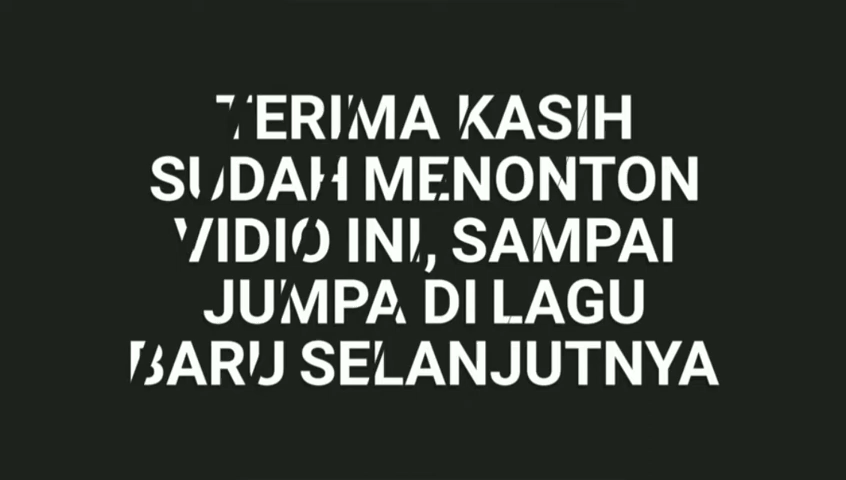 TERIMA KASIH
SUDAH MENONTON
VIDIO INI, SAMPAI
JUMPA DI LAGU
BARU SELANJUTNYA